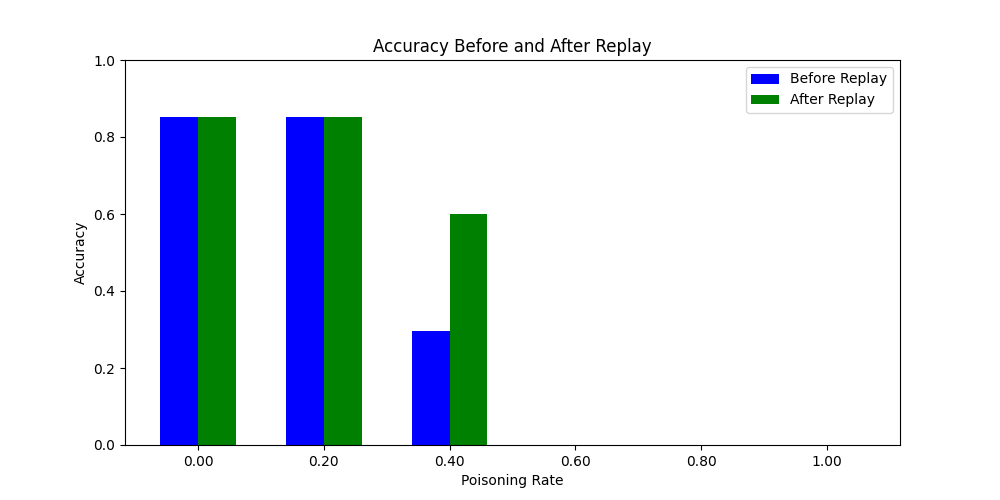 Accuracy Before and After Replay
Before Replay
After Replay
1.0
0.8
0.6
0.4
0.2
0.0
Accuracy
0.00 0.20 0.40 0.60 0.80 1.00
Poisoning Rate